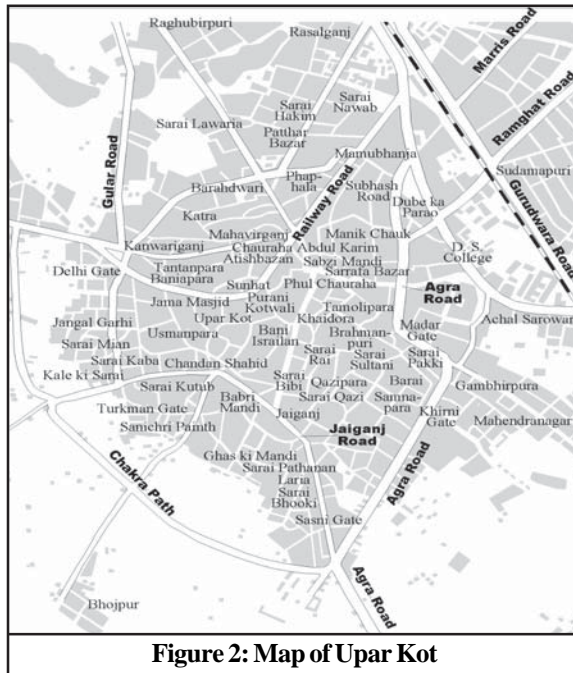 Raghubirpuri
Rasalganj
Marris Road
Sarai
Nawab
Sarai
Hakim
Ramghat Road
Sarai Lawaria
Patthar
Bazar
Mamubhanja
Sudamapuri
Gular Road
Phap-
hala
Railway Road
Barahdwari
Subhash
Road
Dube ka
Parao
Gurudwara Road
Katra
Mahavirganj
Manik Chauk
Kanwariganj
Chauraha
Abdul Karim
D. S.
College
Atishbazan
Sabzi Mandi
Delhi Gate
Tantanpara
Sarrafa Bazar
Baniapara
Sunhat
Phul Chauraha
Agra
Road
Jama Masjid
Purani
Kotwali
Tamolipara
Achal Sarowar
Jangal Garhi
Upar Kot
Khaidora
Madar
Gate
Usmanpara
Bani
Israilan
Brahman-
puri
Sarai Mian
Sarai
Rai
Sarai
Sultani
Sarai
Pakki
Sarai Kaba
Chandan Shahid
Kale ki Sarai
Sarai
Bibi
Qazipara
Barai
Gambhirpura
Sarai Kutub
Babri
Mandi
Sarai Qazi
Samna-
para
Turkman Gate
Jaiganj
Khirni
Gate
Mahendranagar
Sanichri Painth
Jaiganj
Road
Ghas ki Mandi
Sarai Pathanan
Agra Road
Chakra Path
Laria
Sarai
Bhooki
Sasni Gate
Agra Road
Bhojpur
Figure 2: Map of Upar Kot